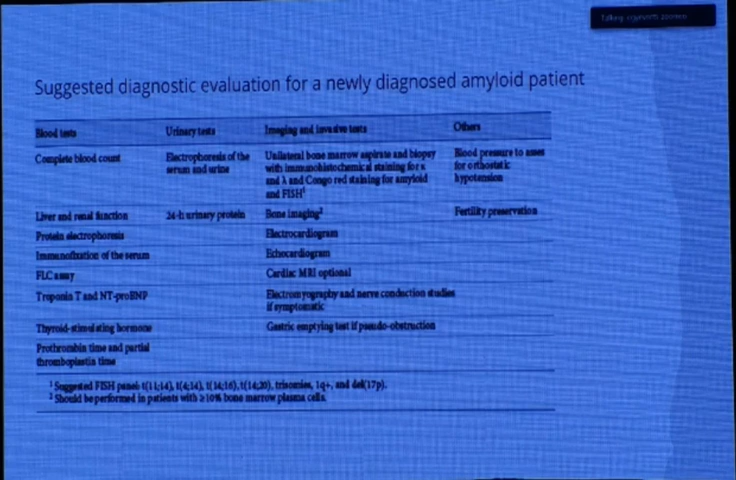 Suggested diagnostic evaluation for a newly diagnosed amyloid patient
Blood tests Urinary tests Imaging and invasive tests Others
Complete blood count Electrophoresis of the Unilateral bone marrow aspirate and biopsy Blood pressure to asses
serum and urine with immunohistochemical staining for κ for orthostatic
and λ and Congo red staining for amyloid hypotension
and FISH¹
Liver and renal function 24-h urinary protein Bone imaging² Fertility preservation
Protein electrophoresis Electrocardiogram
Immunofixation of the serum Echocardiogram
FLC assay Cardiac MRI optional
Troponin T and NT-proBNP Electromyography and nerve conduction studies
if symptomatic
Thyroid-stimulating hormone Gastric emptying test if pseudo-obstruction
Prothrombin time and partial
thromboplastin time
¹ Suggested FISH panel: t(11;14), t(4;14), t(14;16), t(14;20), trisomies, 1q+, and del(17p).
² Should be performed in patients with ≥10% bone marrow plasma cells.